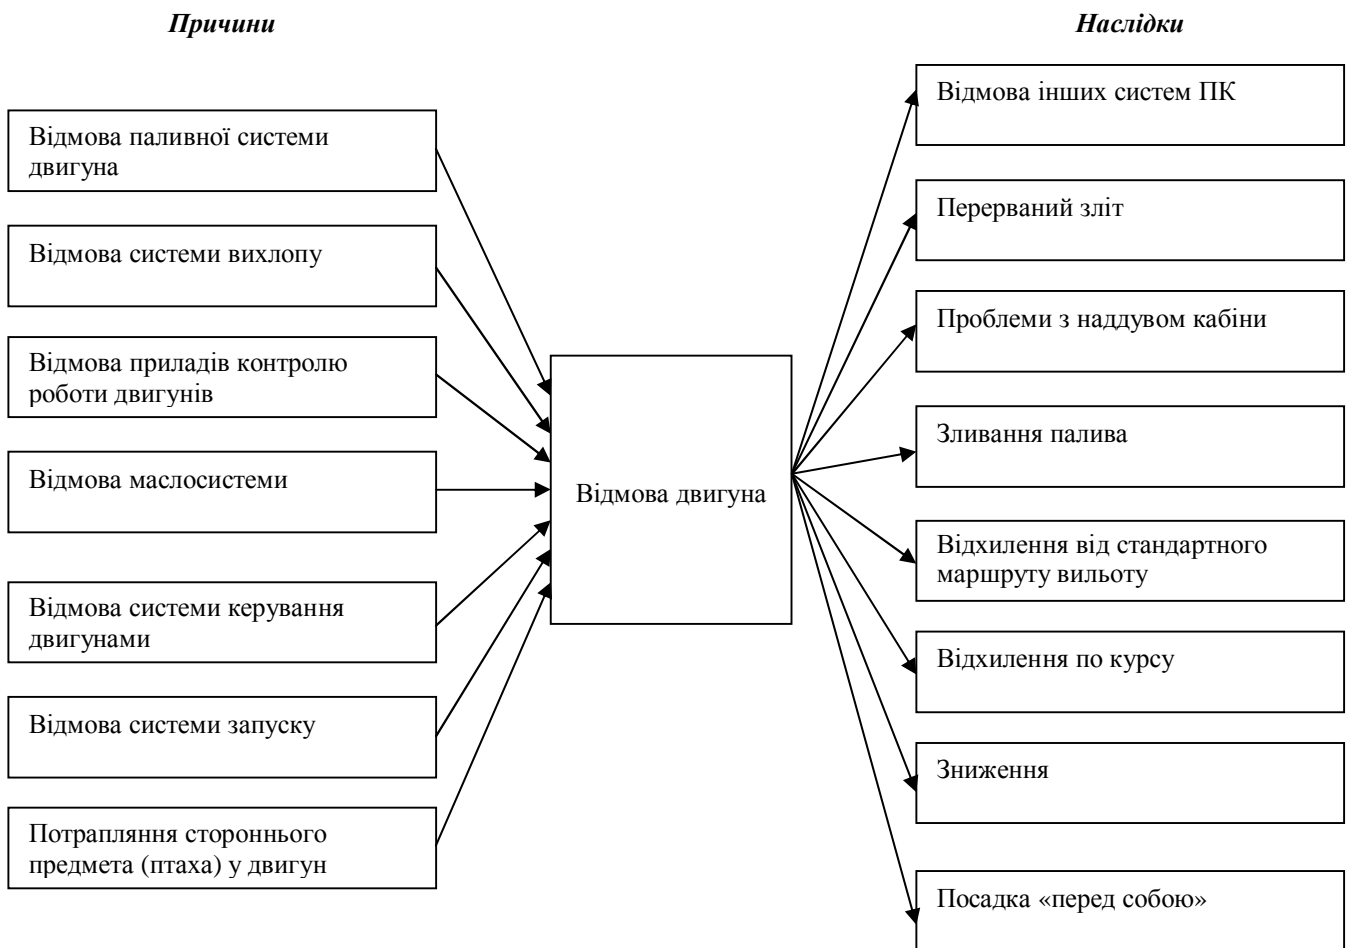 Причини
Наслідки
Відмова паливної системи
двигуна
Відмова системи вихлопу
Відмова приладів контролю
роботи двигунів
Відмова маслосистеми
Відмова системи керування
двигунами
Відмова системи запуску
Потрапляння стороннього
предмета (птаха) у двигун
Відмова двигуна
Відмова інших систем ПК
Перерваний зліт
Проблеми з наддувом кабіни
Зливання палива
Відхилення від стандартного
маршруту вильоту
Відхилення по курсу
Зниження
Посадка «перед собою»